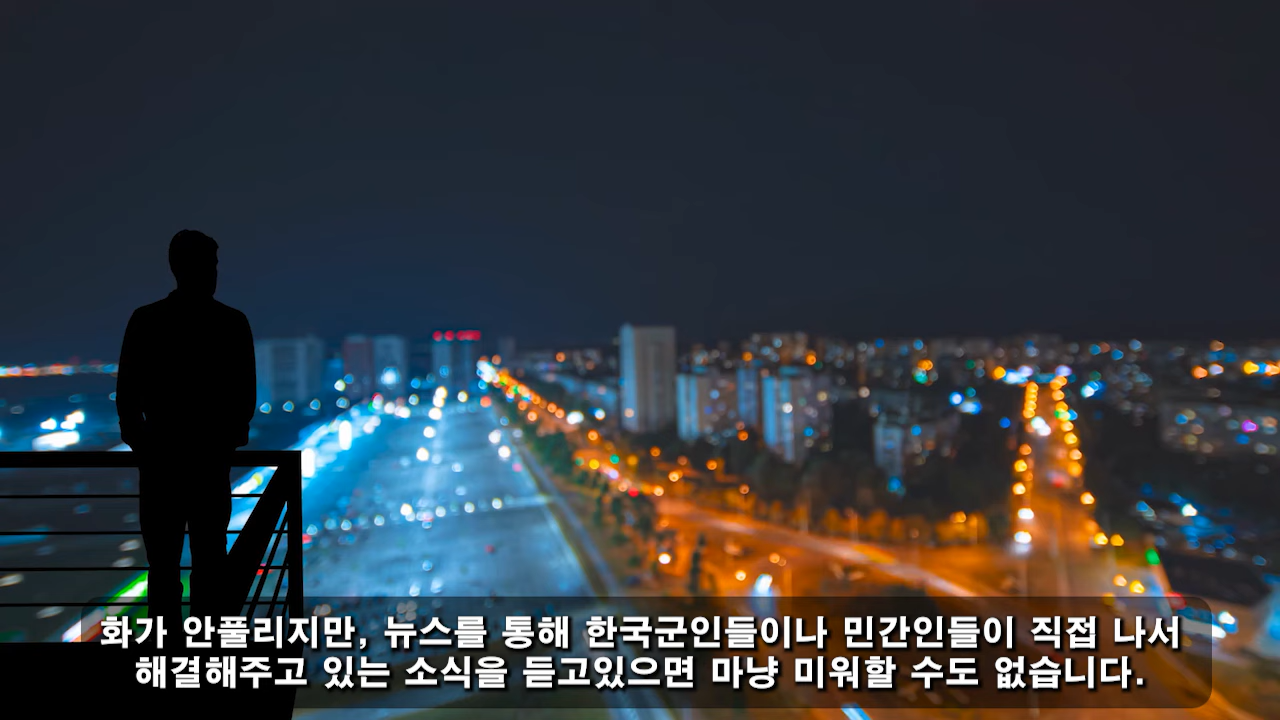 화가 안풀리지만, 뉴스를 통해 한국군인들이나 민간인들이 직접 나서
해결해주고 있는 소식을 듣고있으면 마냥 미워할 수도 없습니다.